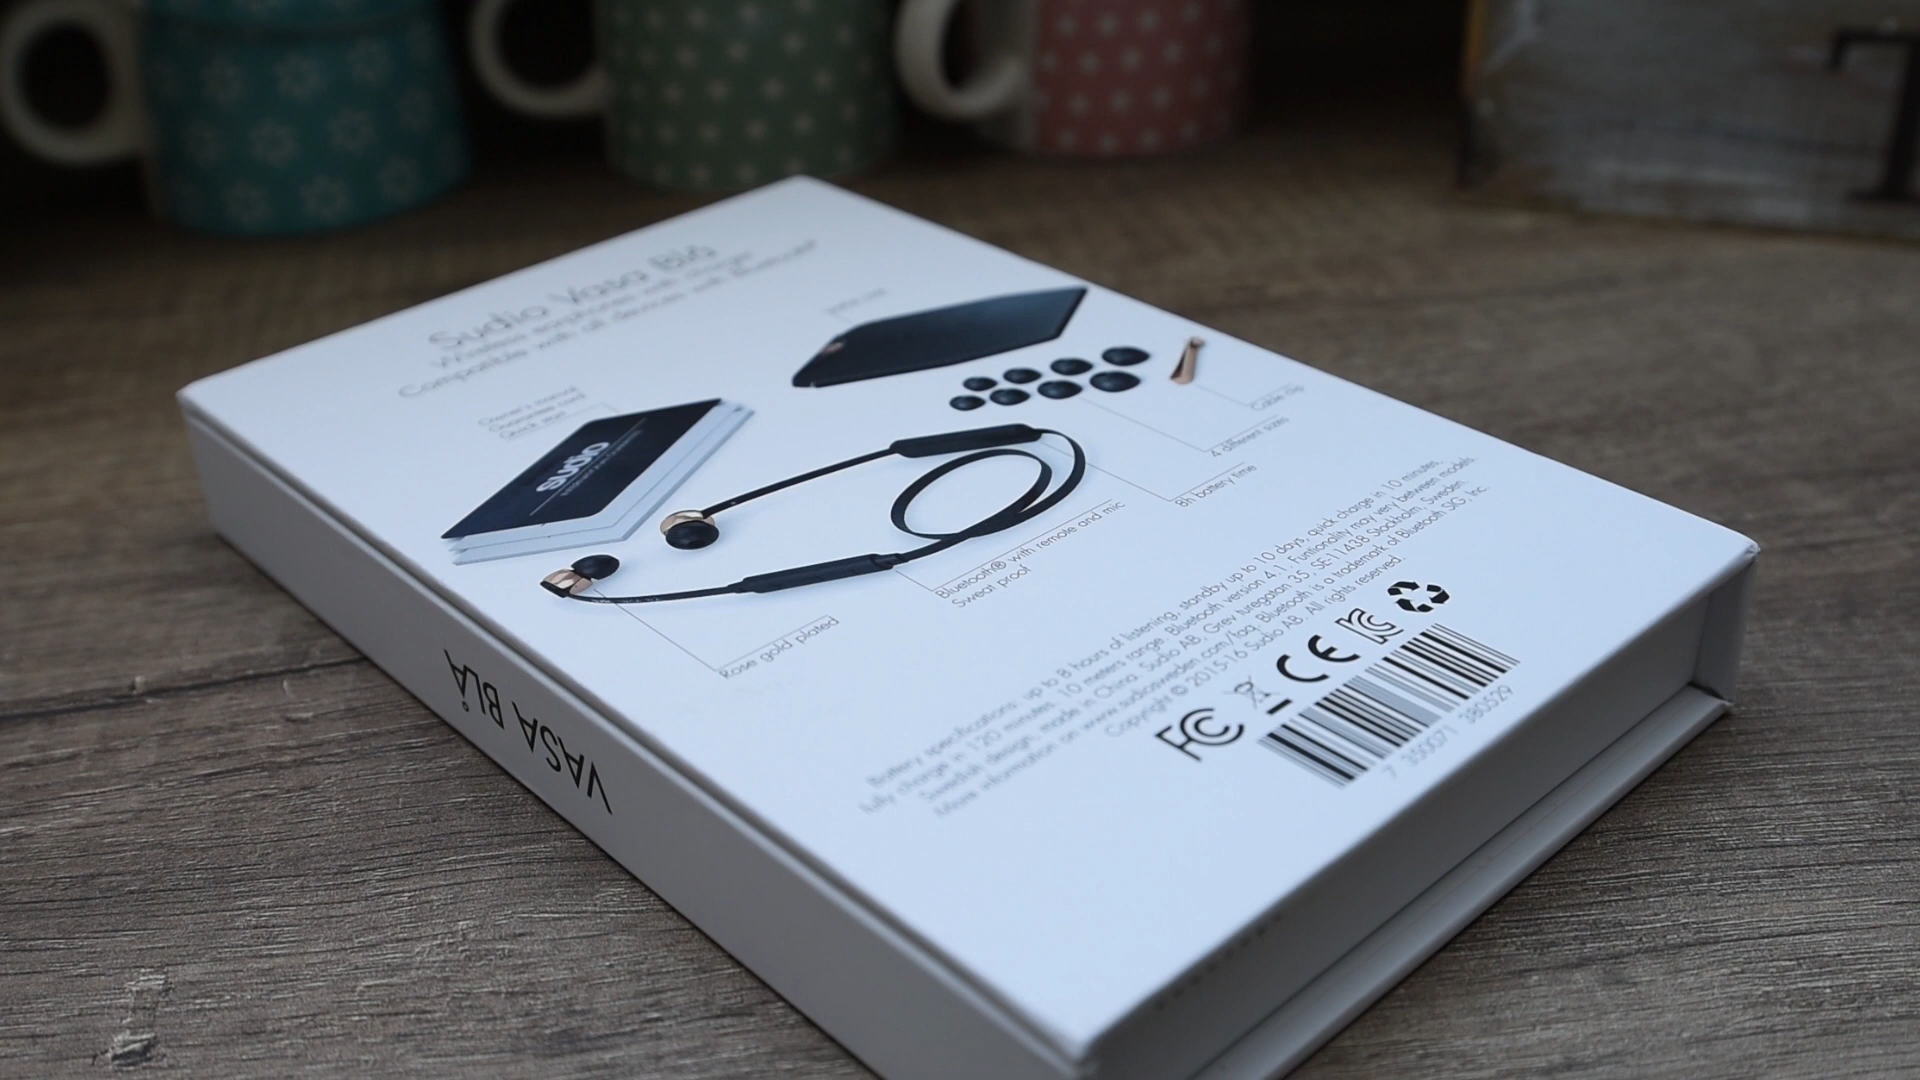 Sudio Vasa Blå
Wireless earphones with charger
Compatible with all devices with Bluetooth®
Owner's manual
Guarantee card
Quick start
sudio
Cable clip
4 different sizes
8h battery time
Bluetooth® with remote and mic
Sweat proof
Rose gold plated
Battery specifications: up to 8 hours of listening, standby up to 10 days, quick charge in 10 minutes,
fully charge in 120 minutes. 10 meters range. Bluetooth version 4.1. Funtionality may very between models.
Swedish design, made in China. Sudio AB, Grev turegatan 35, SE11438 Stockholm, Sweden.
More information on www.sudiosweden.com/faq. Bluetooth is a trademark of Bluetooth SIG, Inc.
Copyright © 2015-16 Sudio AB. All rights reserved.
FC CE
7 350071 380529
VASA BLÅ